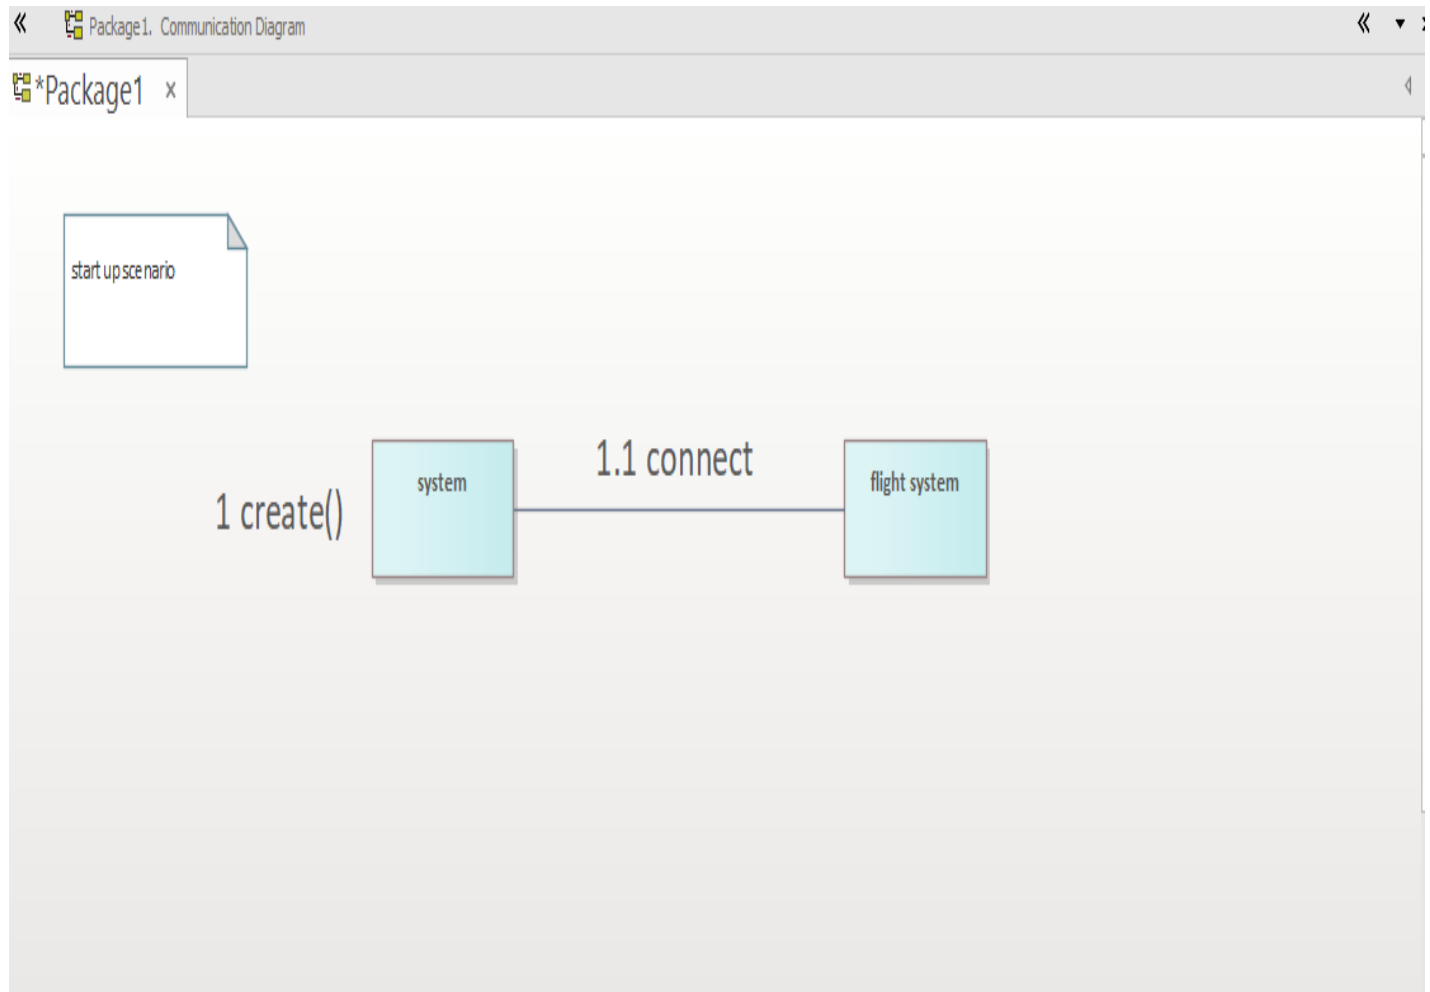 Package1. Communication Diagram
*Package1 ×
start up scenario
1.1 connect
system
flight system
1 create()